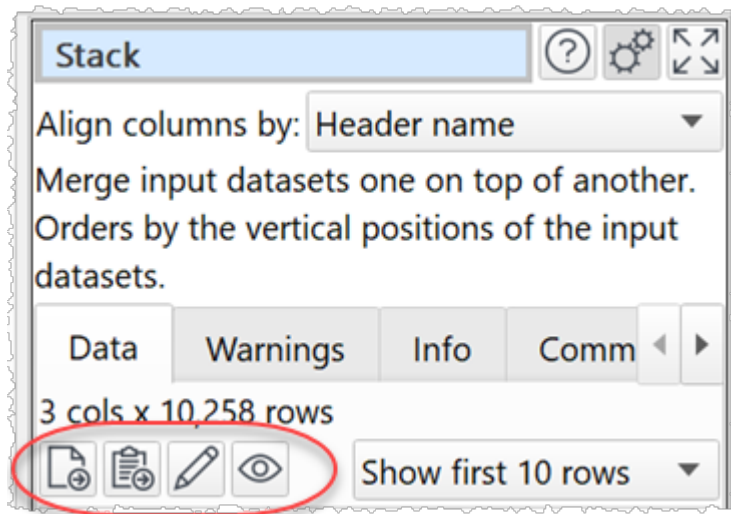 Stack
Align columns by: Header name
Merge input datasets one on top of another.
Orders by the vertical positions of the input
datasets.
Data Warnings Info Comm
3 cols x 10,258 rows
Show first 10 rows